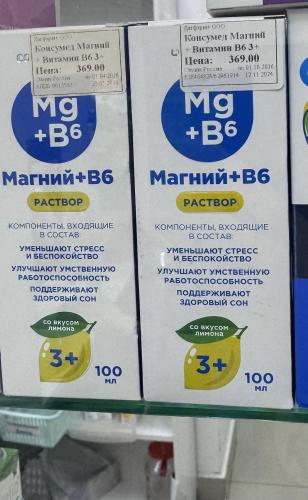 Консумед Магний
+ Витамин В6 3+
Цена: 369.00
Mg
+B6
Магний+В6
РАСТВОР
КОМПОНЕНТЫ, ВХОДЯЩИЕ
В СОСТАВ:
УМЕНЬШАЮТ СТРЕСС
И БЕСПОКОЙСТВО
УЛУЧШАЮТ УМСТВЕННУЮ
РАБОТОСПОСОБНОСТЬ
ПОДДЕРЖИВАЮТ
ЗДОРОВЫЙ СОН
со вкусом
лимона
3+
100
мл
Консумед Магний
+ Витамин В6 3+
Цена: 369.00
12 11 2024
Mg
+B6
Магний+В6
РАСТВОР
КОМПОНЕНТЫ, ВХОДЯЩИЕ
В СОСТАВ:
УМЕНЬШАЮТ СТРЕСС
И БЕСПОКОЙСТВО
УЛУЧШАЮТ УМСТВЕННУЮ
РАБОТОСПОСОБНОСТЬ
ПОДДЕРЖИВАЮТ
ЗДОРОВЫЙ СОН
со вкусом
лимона
3+
100
мл